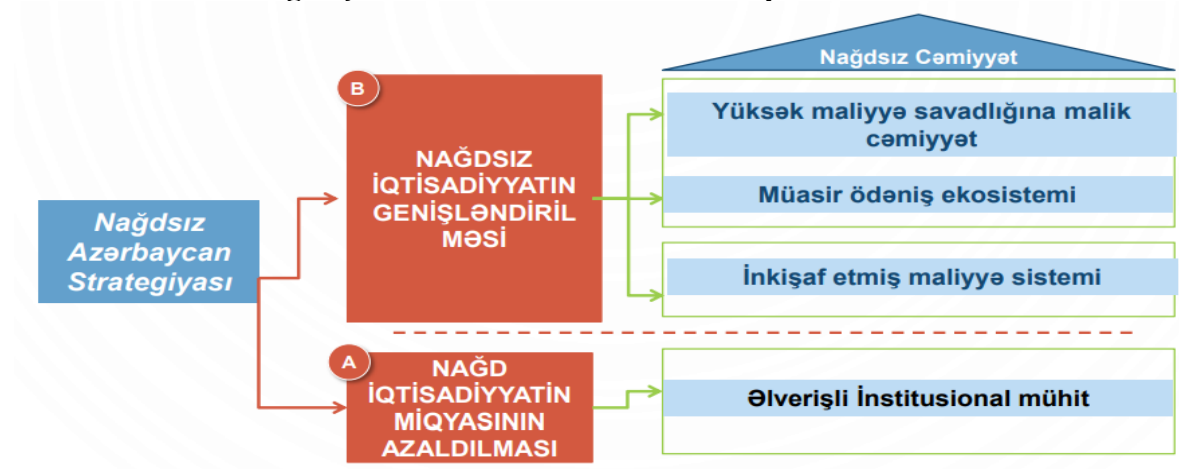 Nağdsız Cəmiyyət
B
NAĞDSIZ
İQTİSADİYYATIN
GENİŞLƏNDİRİL
MƏSİ
Yüksək maliyyə savadlığına malik
cəmiyyət
Müasir ödəniş ekosistemi
İnkişaf etmiş maliyyə sistemi
Nağdsız
Azərbaycan
Strategiyası
A
NAĞD
İQTİSADİYYATİN
MİQYASININ
AZALDILMASI
Əlverişli İnstitusional mühit